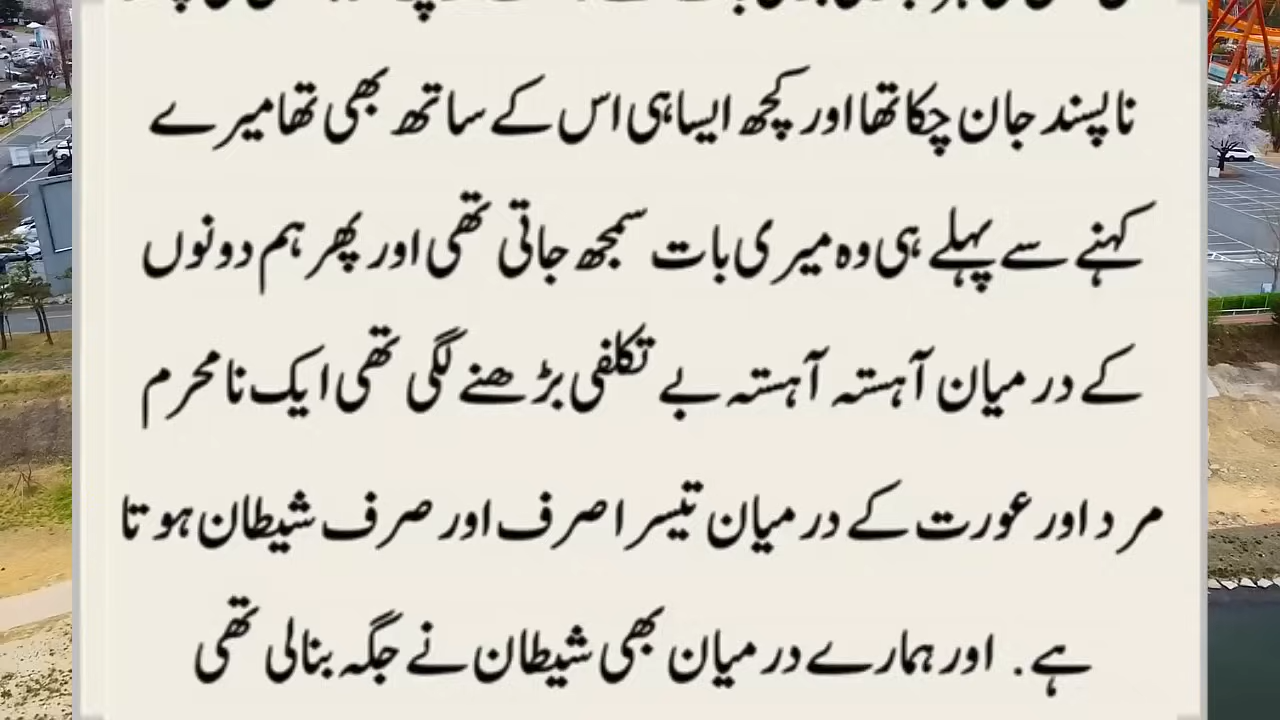 ناپسند جان چکا تھا اور کچھ ایسا ہی اس کے ساتھ بھی تھا میرے
کہنے سے پہلے ہی وہ میری بات سمجھ جاتی تھی اور پھر ہم دونوں
کے درمیان آہستہ آہستہ بے تکلفی بڑھنے لگی تھی ایک نامحرم
مرد اور عورت کے درمیان تیسرا صرف اور صرف شیطان ہوتا
ہے. اور ہمارے درمیان بھی شیطان نے جگہ بنالی تھی